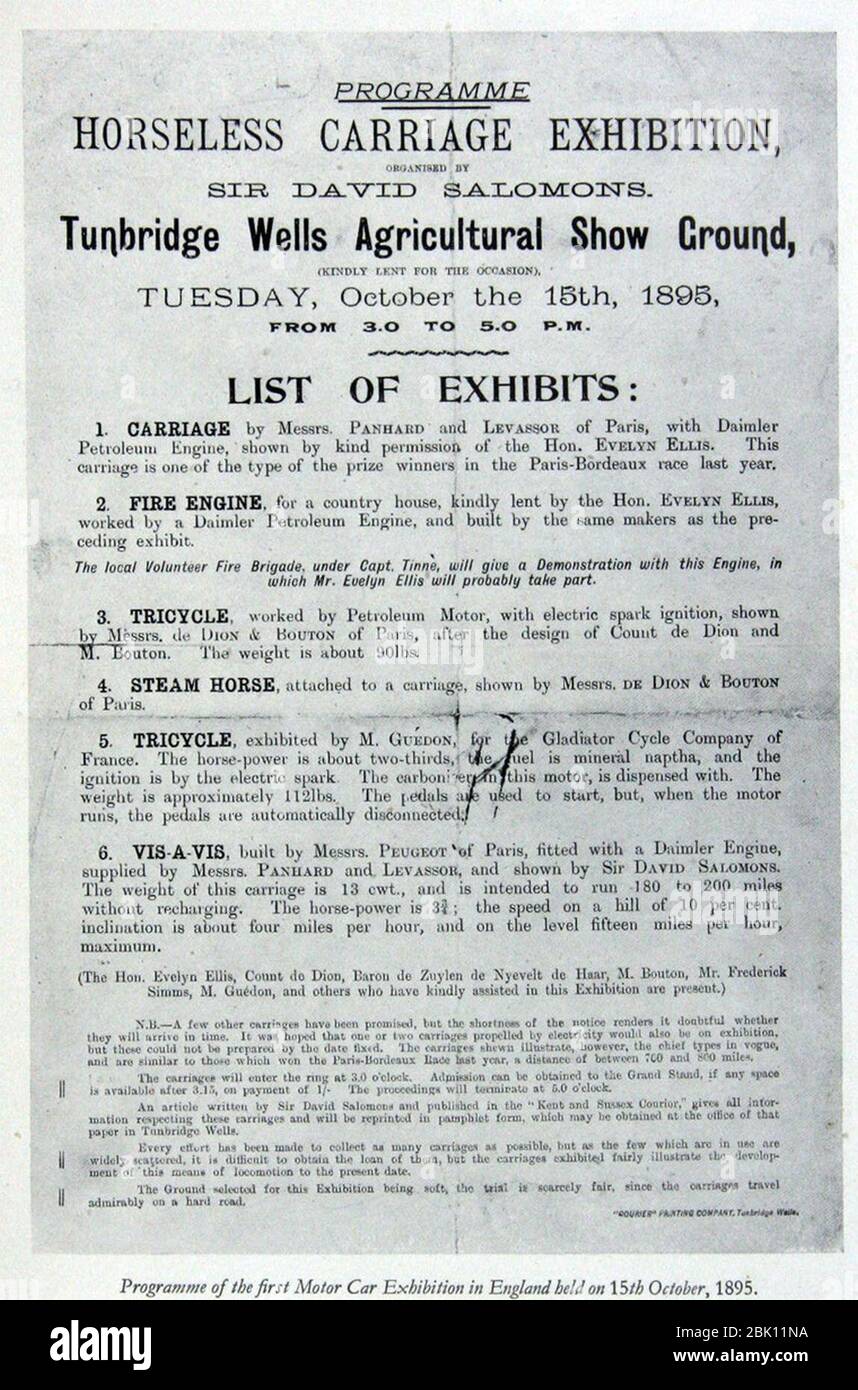 PROGRAMME
HORSELESS CARRIAGE EXHIBITION,
ORGANISED BY
SIR DAVID SALOMONS.
Tunbridge Wells Agricultural Show Ground,
(KINDLY LENT FOR THE OCCASION),
TUESDAY, October the 15th, 1895,
FROM 3.0 TO 5.0 P.M.
LIST OF EXHIBITS:
1. CARRIAGE by Messrs. PANHARD and LEVASSOR of Paris, with Daimler
Petroleum Engine, shown by kind permission of the Hon. EVELYN ELLIS. This
carriage is one of the type of the prize winners in the Paris-Bordeaux race last year.
2. FIRE ENGINE, for a country house, kindly lent by the Hon. EVELYN ELLIS,
worked by a Daimler Petroleum Engine, and built by the same makers as the pre-
ceding exhibit.
The local Volunteer Fire Brigade, under Capt. Tinné, will give a Demonstration with this Engine, in
which Mr. Evelyn Ellis will probably take part.
3. TRICYCLE, worked by Petroleum Motor, with electric spark ignition, shown
by Messrs. de DION & BOUTON of Paris, after the design of Count de Dion and
M. Bouton. The weight is about 90lbs.
4. STEAM HORSE, attached to a carriage, shown by Messrs. DE DION & BOUTON
of Paris.
5. TRICYCLE, exhibited by M. GUÉDON, for the Gladiator Cycle Company of
France. The horse-power is about two-thirds, the fuel is mineral naptha, and the
ignition is by the electric spark. The carboniser in this motor, is dispensed with. The
weight is approximately 112lbs. The pedals are used to start, but, when the motor
runs, the pedals are automatically disconnected.
6. VIS-A-VIS, built by Messrs. PEUGEOT of Paris, fitted with a Daimler Engine,
supplied by Messrs. PANHARD and LEVASSOR, and shown by Sir DAVID SALOMONS.
The weight of this carriage is 13 cwt., and is intended to run 180 to 200 miles
without recharging. The horse-power is 3¾; the speed on a hill of 10 per cent.
inclination is about four miles per hour, and on the level fifteen miles per hour,
maximum.
(The Hon. Evelyn Ellis, Count de Dion, Baron de Zuylen de Nyevelt de Haar, M. Bouton, Mr. Frederick
Simms, M. Guédon, and others who have kindly assisted in this Exhibition are present.)
N.B.—A few other carriages have been promised, but the shortness of the notice renders it doubtful whether
they will arrive in time. It was hoped that one or two carriages propelled by electricity would also be on exhibition,
but these could not be prepared by the date fixed. The carriages shewn illustrate, however, the chief types in vogue,
and are similar to those which won the Paris-Bordeaux Race last year, a distance of between 700 and 800 miles.
The carriages will enter the ring at 3.0 o'clock. Admission can be obtained to the Grand Stand, if any space
is available after 3.15, on payment of 1/- The proceedings will terminate at 5.0 o'clock.
An article written by Sir David Salomons and published in the "Kent and Sussex Courier," gives all infor-
mation respecting these carriages and will be reprinted in pamphlet form, which may be obtained at the office of that
paper in Tunbridge Wells.
Every effort has been made to collect as many carriages as possible, but as the few which are in use are
widely scattered, it is difficult to obtain the loan of them, but the carriages exhibited fairly illustrate the develop-
ment of this means of locomotion to the present date.
The Ground selected for this Exhibition being soft, the trial is scarcely fair, since the carriages travel
admirably on a hard road.
"COURIER" PRINTING COMPANY, Tunbridge Wells.
Programme of the first Motor Car Exhibition in England held on 15th October, 1895.
alamy
Image ID: 2BK11NA
www.alamy.com